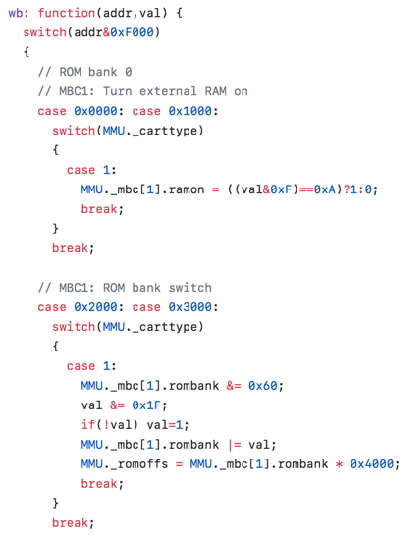 wb: function(addr,val) {
switch(addr&0xF000)
{
// ROM bank 0
// MBC1: Turn external RAM on
case 0x0000: case 0x1000:
switch(MMU._carttype)
{
case 1:
MMU._mbc[1].ramon = ((val&0xF)==0xA)?1:0;
break;
}
break;
// MBC1: ROM bank switch
case 0x2000: case 0x3000:
switch(MMU._carttype)
{
case 1:
MMU._mbc[1].rombank &= 0x60;
val &= 0x1F;
if(!val) val=1;
MMU._mbc[1].rombank |= val;
MMU._romoffs = MMU._mbc[1].rombank * 0x4000;
break;
}
break;